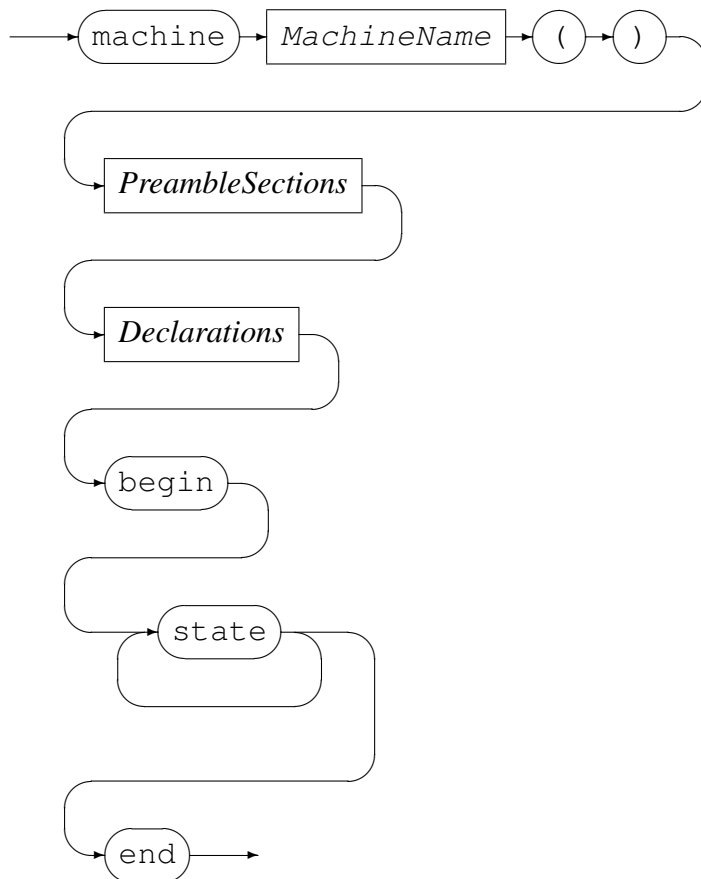 machine MachineName ( )
PreambleSections
Declarations
begin
state
end